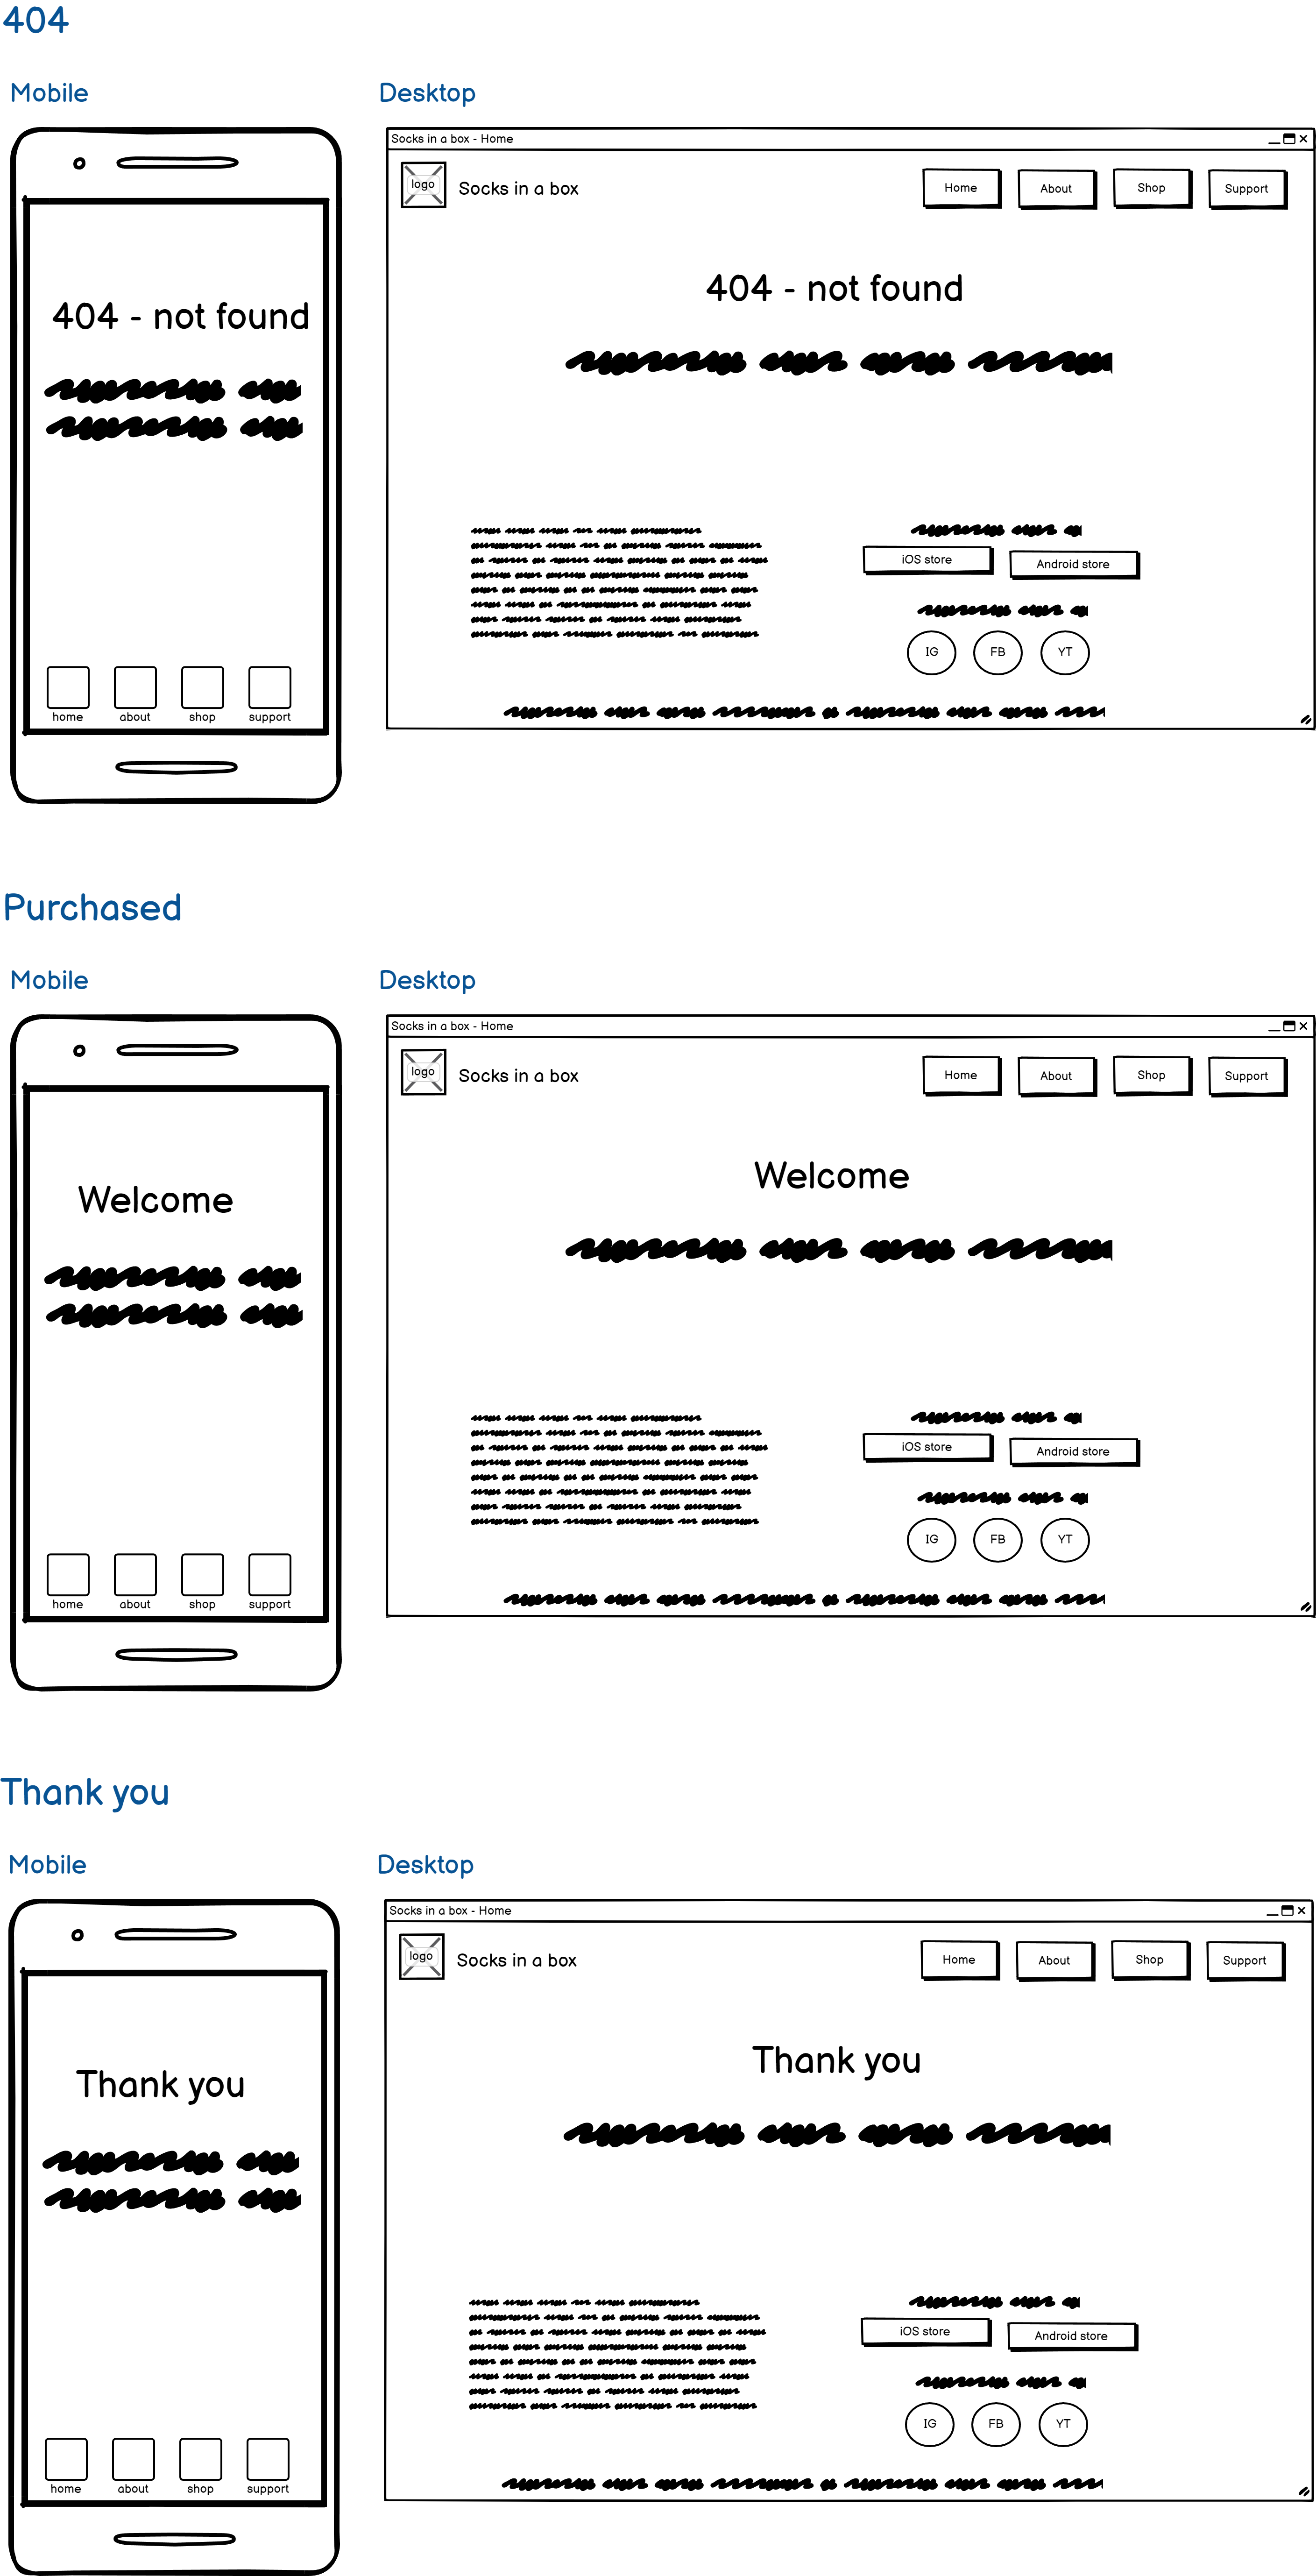 404
Mobile
Desktop
404 - not found
home about shop support
Socks in a box - Home
logo Socks in a box Home About Shop Support
404 - not found
iOS store Android store
IG FB YT
Purchased
Mobile
Desktop
Welcome
home about shop support
Socks in a box - Home
logo Socks in a box Home About Shop Support
Welcome
iOS store Android store
IG FB YT
Thank you
Mobile
Desktop
Thank you
home about shop support
Socks in a box - Home
logo Socks in a box Home About Shop Support
Thank you
iOS store Android store
IG FB YT